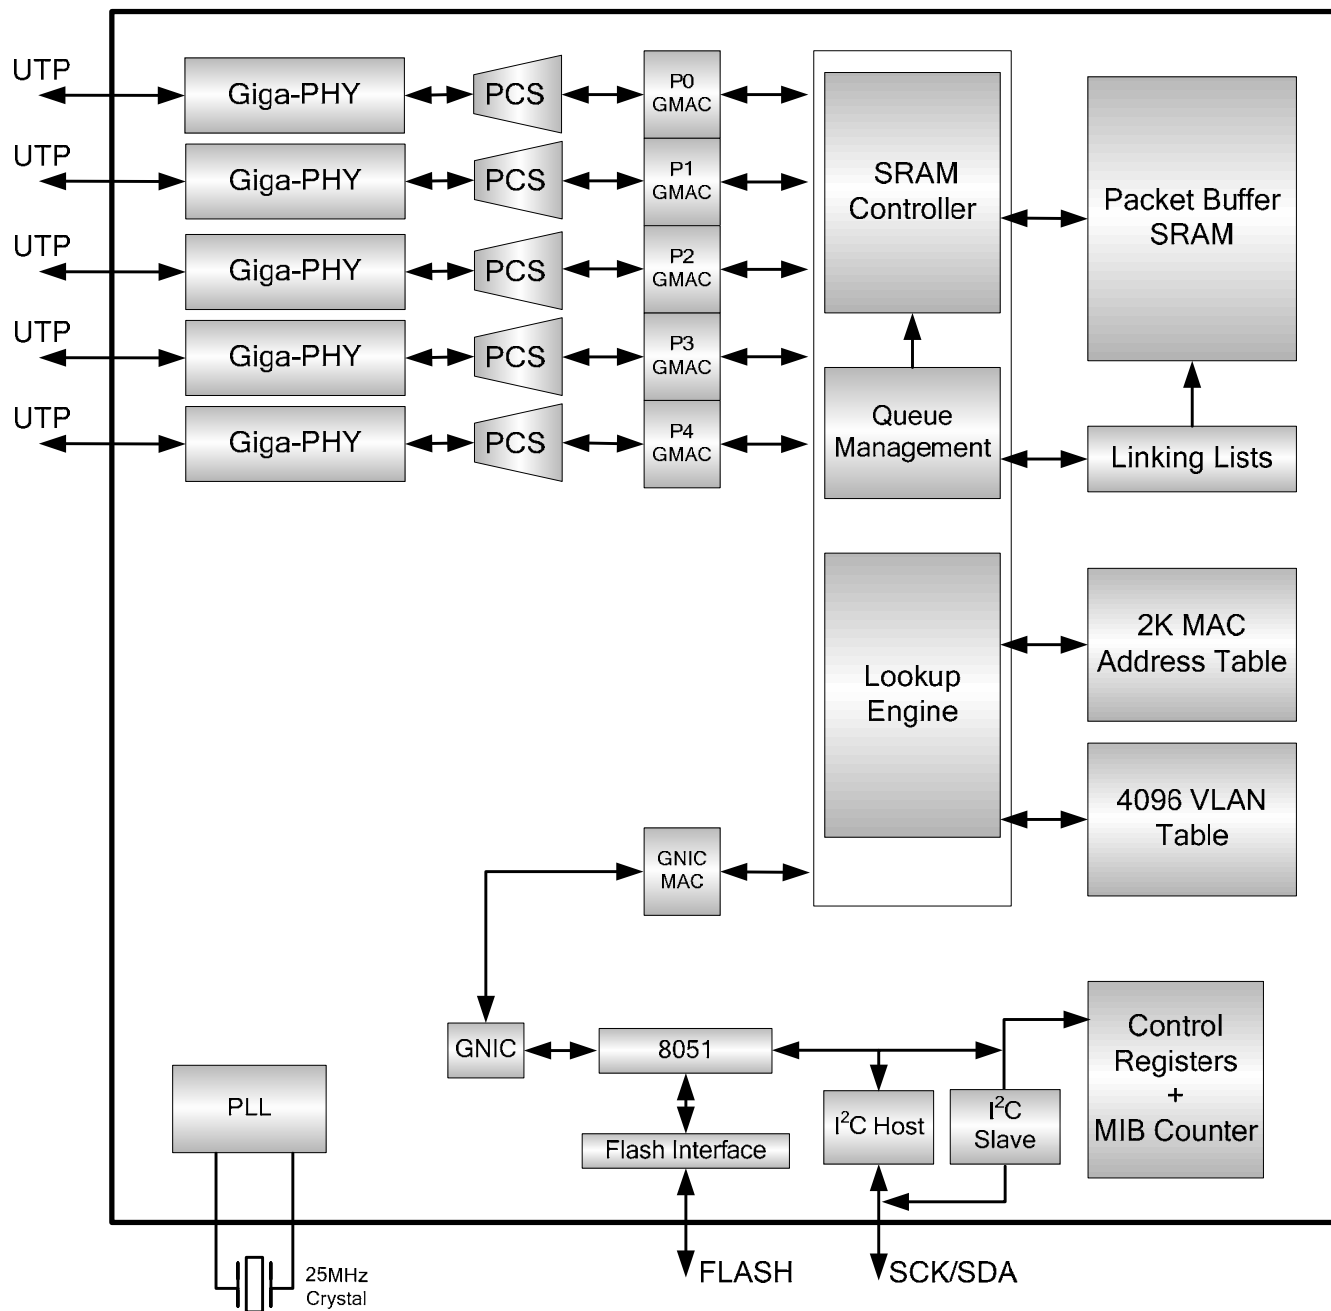 UTP
Giga-PHY
PCS
P0
GMAC
UTP
Giga-PHY
PCS
P1
GMAC
UTP
Giga-PHY
PCS
P2
GMAC
UTP
Giga-PHY
PCS
P3
GMAC
UTP
Giga-PHY
PCS
P4
GMAC
SRAM
Controller
Packet Buffer
SRAM
Queue
Management
Linking Lists
Lookup
Engine
2K MAC
Address Table
4096 VLAN
Table
GNIC
MAC
GNIC
8051
Flash Interface
I²C Host
I²C
Slave
Control
Registers
+
MIB Counter
PLL
25MHz
Crystal
FLASH
SCK/SDA